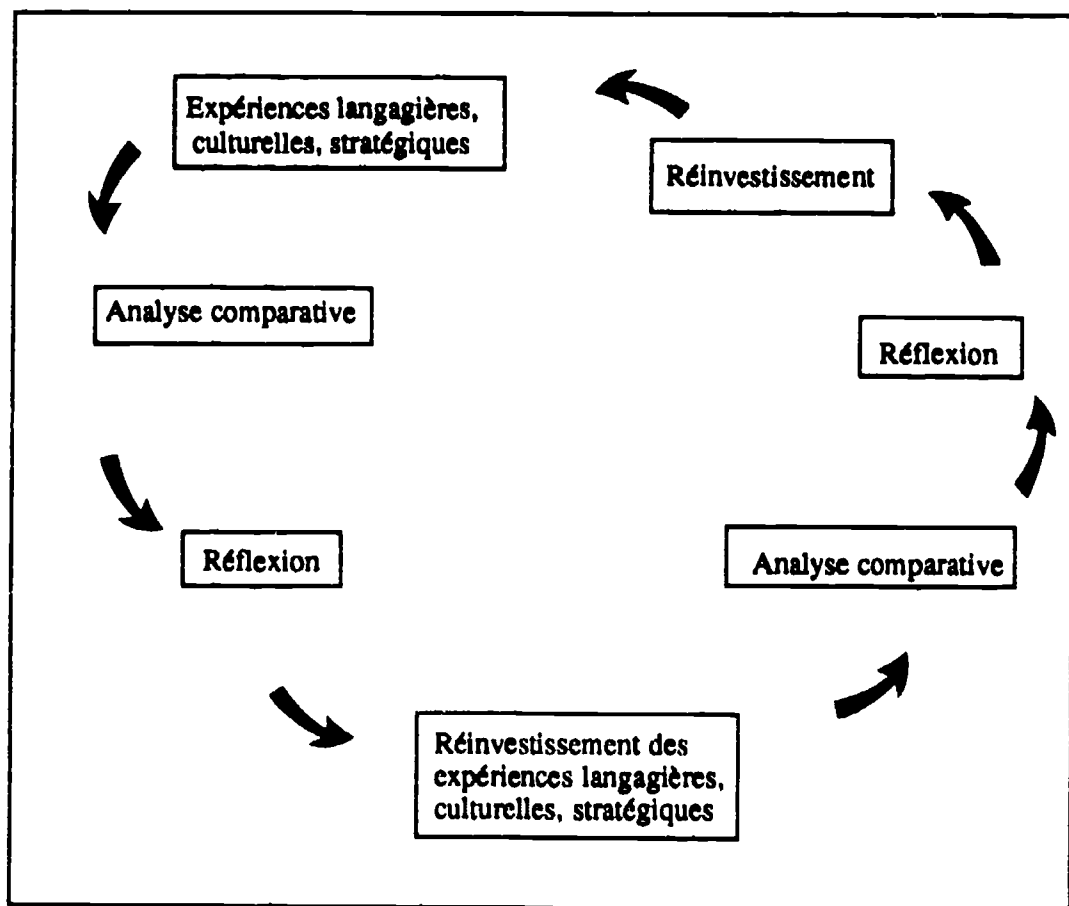 Expériences langagières,
culturelles, stratégiques
Analyse comparative
Réflexion
Réinvestissement des
expériences langagières,
culturelles, stratégiques
Analyse comparative
Réflexion
Réinvestissement